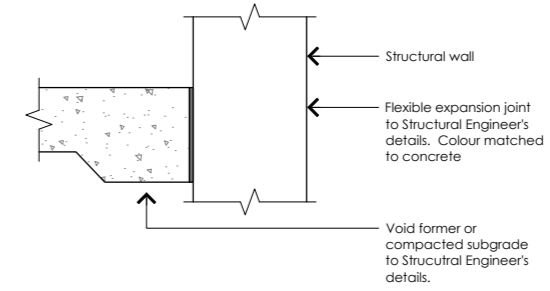 Structural wall
Flexible expansion joint
to Structural Engineer's
details. Colour matched
to concrete
Void former or
compacted subgrade
to Strucutral Engineer's
details.